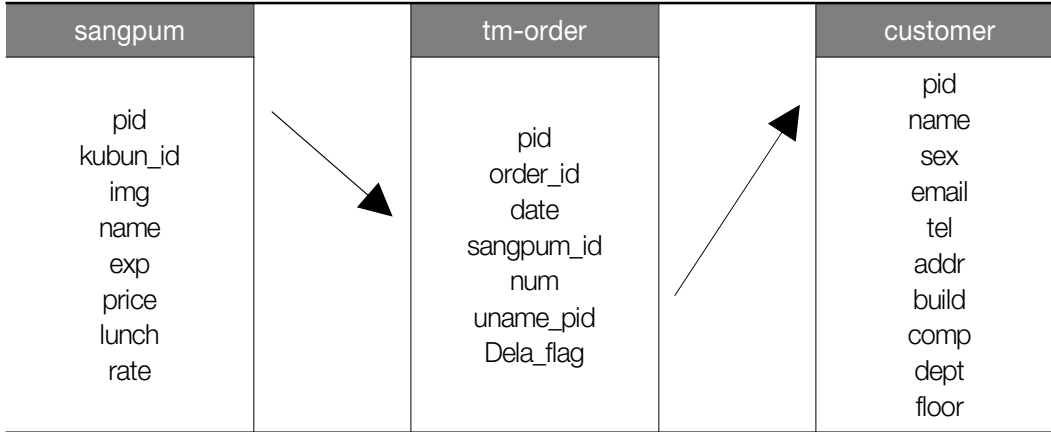 sangpum
pid
kubun_id
img
name
exp
price
lunch
rate
tm-order
pid
order_id
date
sangpum_id
num
uname_pid
Dela_flag
customer
pid
name
sex
email
tel
addr
build
comp
dept
floor